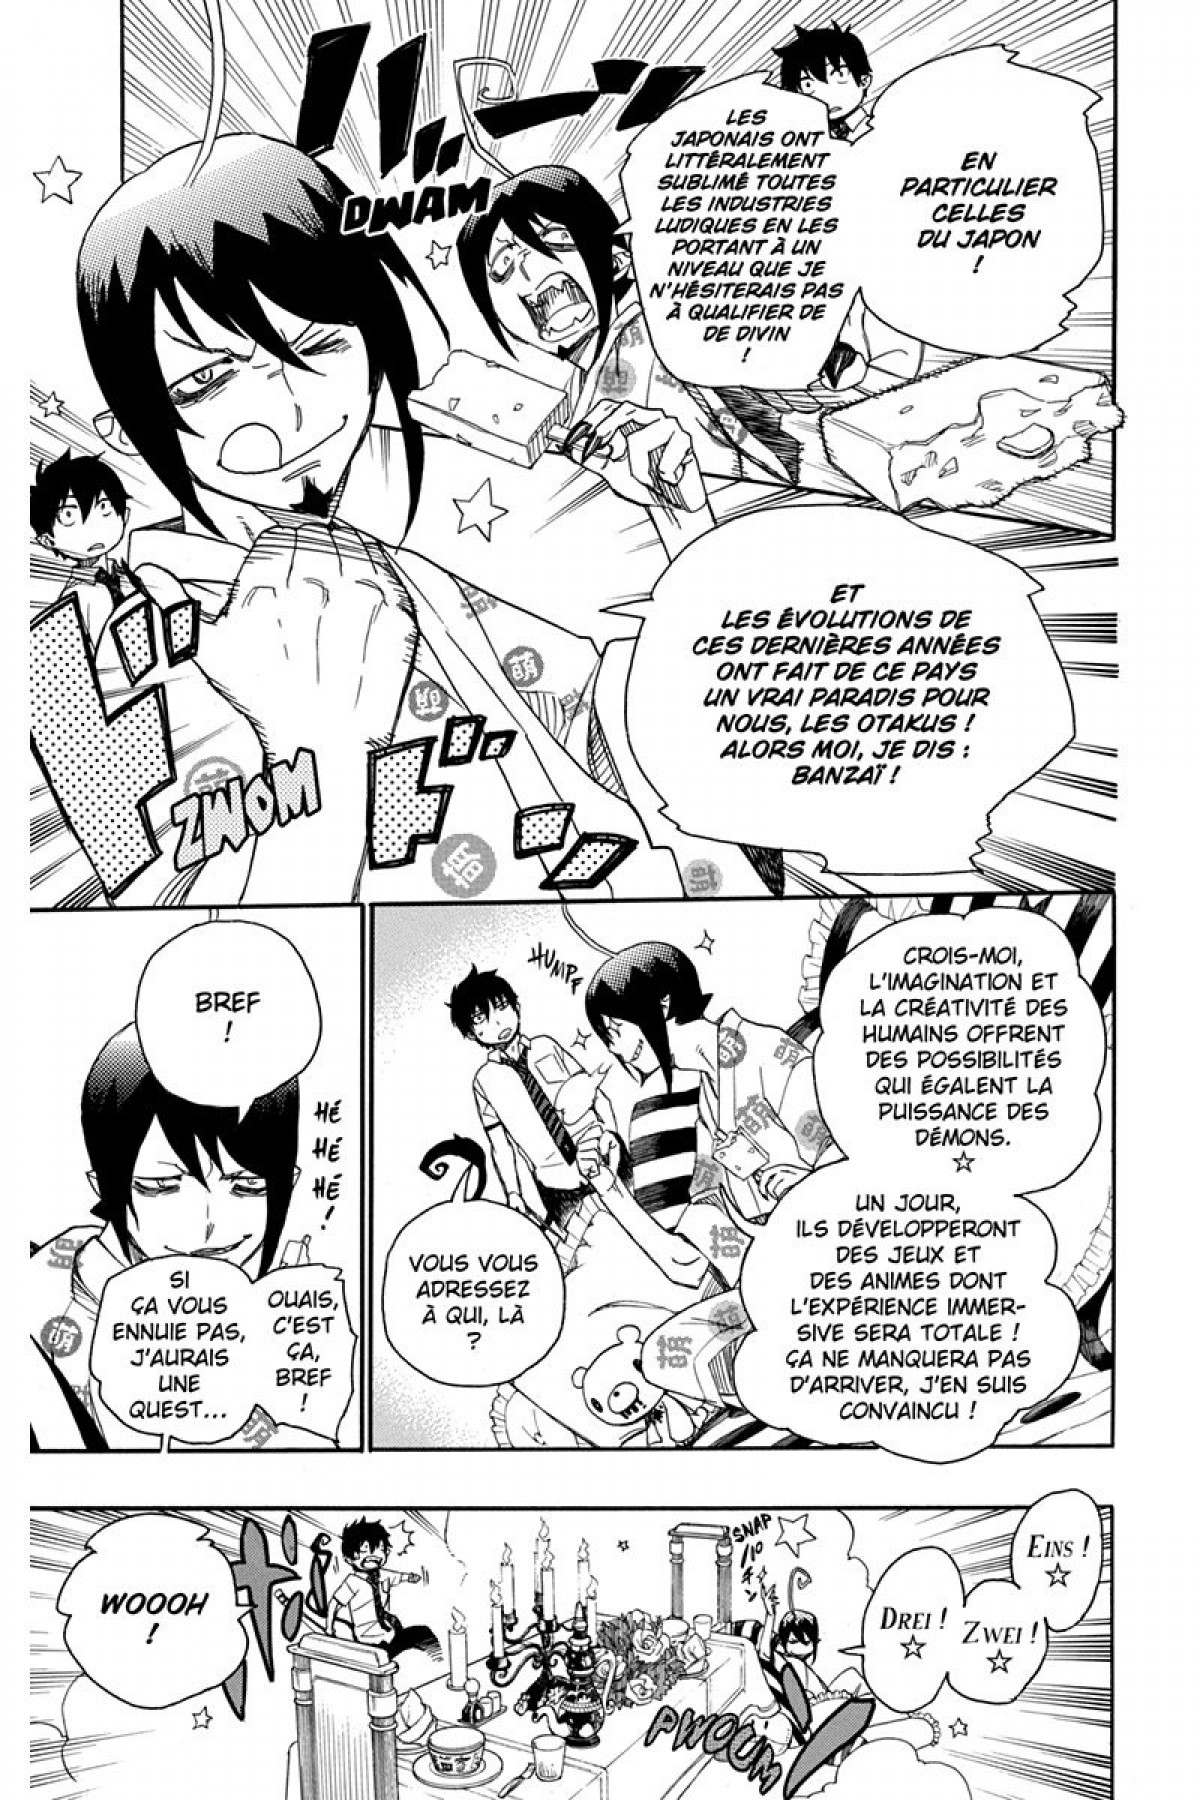 EN
PARTICULIER
CELLES
DU JAPON
!
LES
JAPONAIS ONT
LITTÉRALEMENT
SUBLIMÉ TOUTES
LES INDUSTRIES
LUDIQUES EN LES
PORTANT À UN
NIVEAU QUE JE
N'HÉSITERAIS PAS
À QUALIFIER DE
DE DIVIN
!
DWAM
ET
LES ÉVOLUTIONS DE
CES DERNIÈRES ANNÉES
ONT FAIT DE CE PAYS
UN VRAI PARADIS POUR
NOUS, LES OTAKUS !
ALORS MOI, JE DIS :
BANZAÏ !
萌
ZWOM
ドドン
CROIS-MOI,
L'IMAGINATION ET
LA CRÉATIVITÉ DES
HUMAINS OFFRENT
DES POSSIBILITÉS
QUI ÉGALENT LA
PUISSANCE DES
DÉMONS.
☆
UN JOUR,
ILS DÉVELOPPERONT
DES JEUX ET
DES ANIMES DONT
L'EXPÉRIENCE IMMER-
SIVE SERA TOTALE !
ÇA NE MANQUERA PAS
D'ARRIVER, J'EN SUIS
CONVAINCU !
HUMPF
VOUS VOUS
ADRESSEZ
À QUI, LÀ
?
BREF
!
HÉ
HÉ
HÉ !
OUAIS,
C'EST
ÇA,
BREF !
SI
ÇA VOUS
ENNUIE PAS,
J'AURAIS
UNE
QUEST...
EINS !
☆
ZWEI !
☆
DREI !
☆
SNAP
PWOUM
WOOOH
!